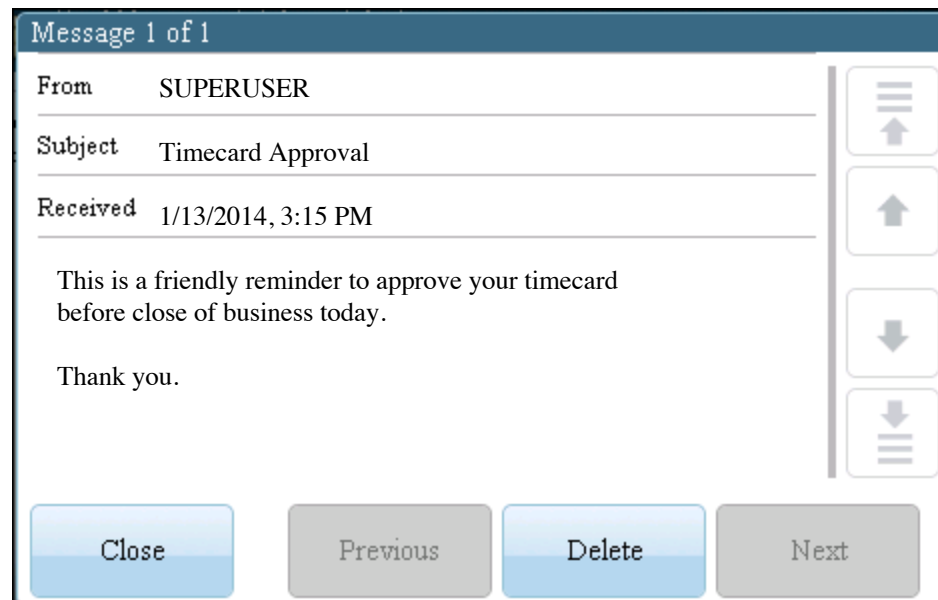 Message 1 of 1
From SUPERUSER
Subject Timecard Approval
Received 1/13/2014, 3:15 PM
This is a friendly reminder to approve your timecard
before close of business today.
Thank you.
Close Previous Delete Next